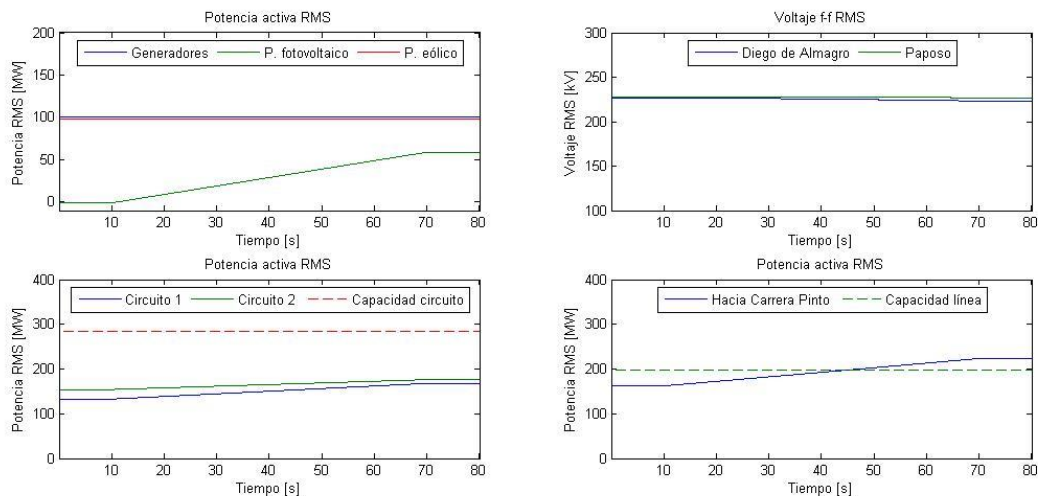 Potencia activa RMS
Potencia RMS [MW]
200
150
100
50
0
Generadores P. fotovoltaico P. eólico
10 20 30 40 50 60 70 80
Tiempo [s]
Voltaje f-f RMS
Voltaje RMS [kV]
300
250
200
150
100
Diego de Almagro Paposo
10 20 30 40 50 60 70 80
Tiempo [s]
Potencia activa RMS
Potencia RMS [MW]
400
300
200
100
0
Circuito 1 Circuito 2 Capacidad circuito
10 20 30 40 50 60 70 80
Tiempo [s]
Potencia activa RMS
Potencia RMS [MW]
400
300
200
100
0
Hacia Carrera Pinto Capacidad línea
10 20 30 40 50 60 70 80
Tiempo [s]